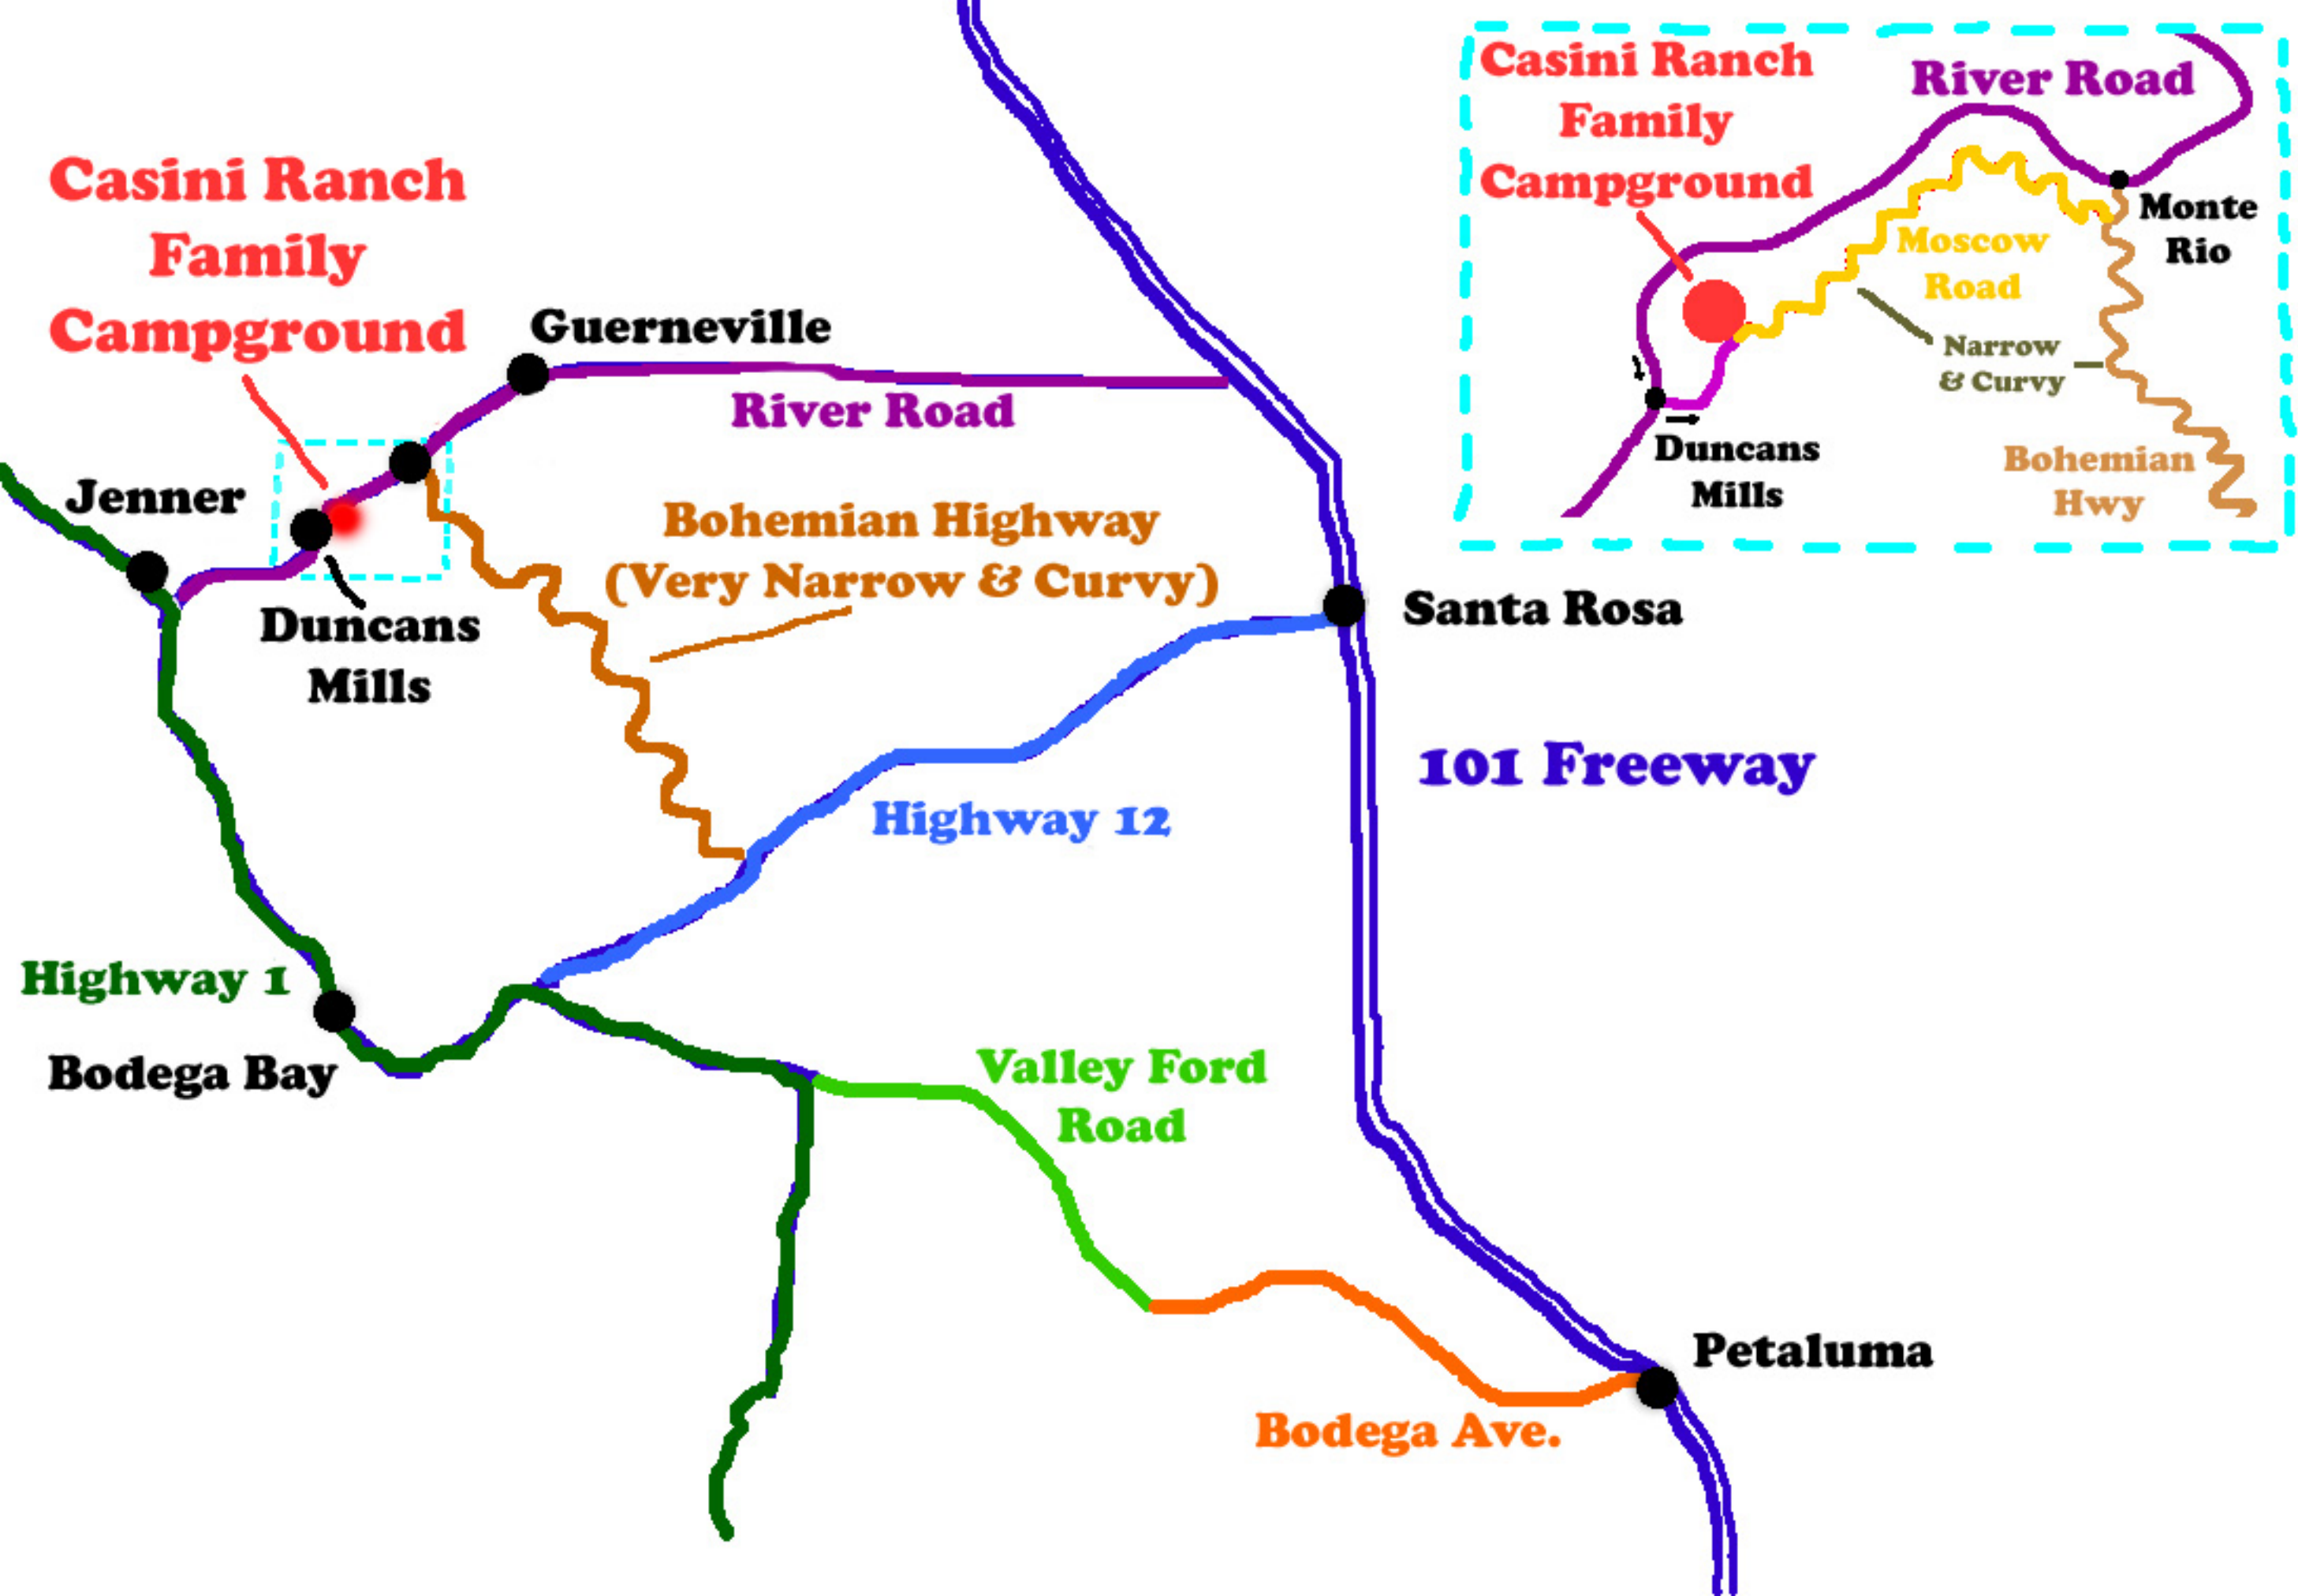 Casini Ranch
Family
Campground
Guerneville
River Road
Jenner
Duncans
Mills
Bohemian Highway
(Very Narrow & Curvy)
Santa Rosa
101 Freeway
Highway 12
Highway 1
Bodega Bay
Valley Ford
Road
Bodega Ave.
Petaluma
Casini Ranch
Family
Campground
River Road
Monte
Rio
Moscow
Road
Narrow
& Curvy
Duncans
Mills
Bohemian
Hwy